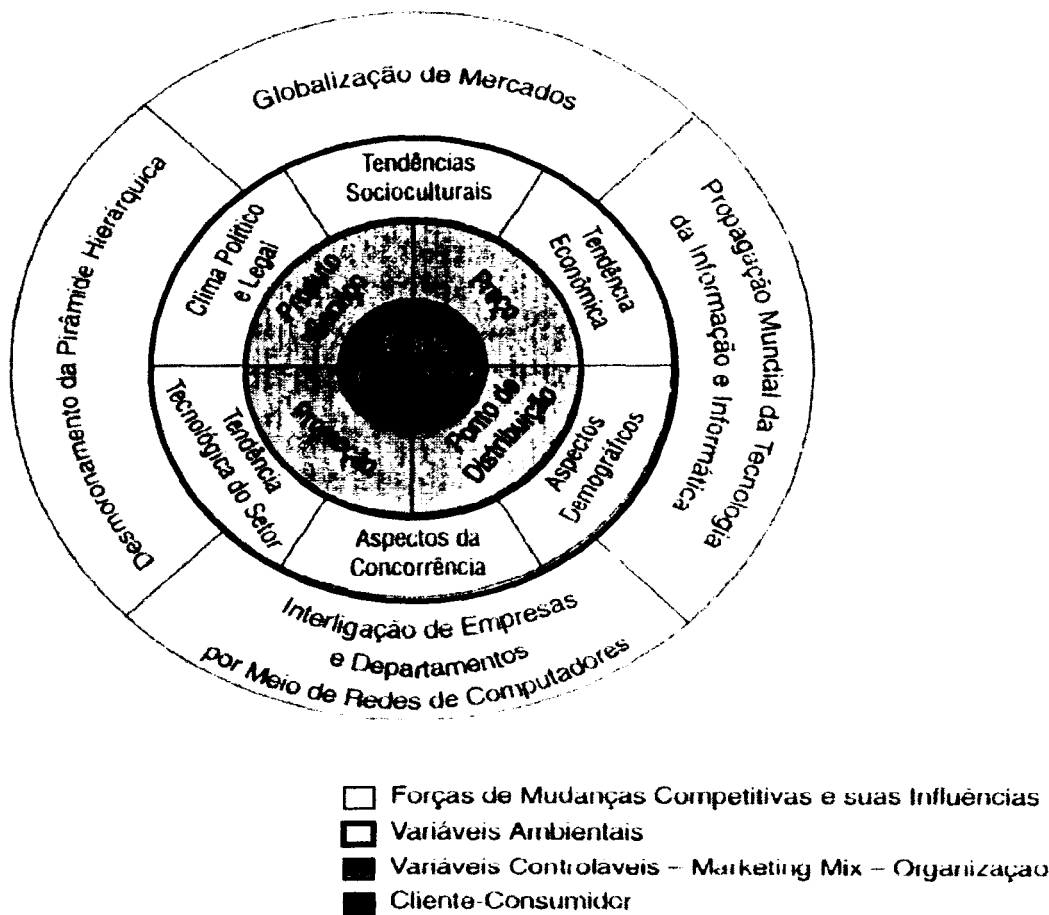 Globalização de Mercados
Desmoronamento da Pirâmide Hierárquica
Propagação Mundial da Tecnologia
da Informação e Informática
Tendências
Socioculturais
Clima Político
e Legal
Tendência
Econômica
Preço
Ponto de
Distribuição
Tendência
Tecnológica do Setor
Aspectos
Demográficos
Aspectos da
Concorrência
Interligação de Empresas
e Departamentos
por Meio de Redes de Computadores
Forças de Mudanças Competitivas e suas Influências
Variáveis Ambientais
Variáveis Controláveis – Marketing Mix – Organização
Cliente-Consumidor